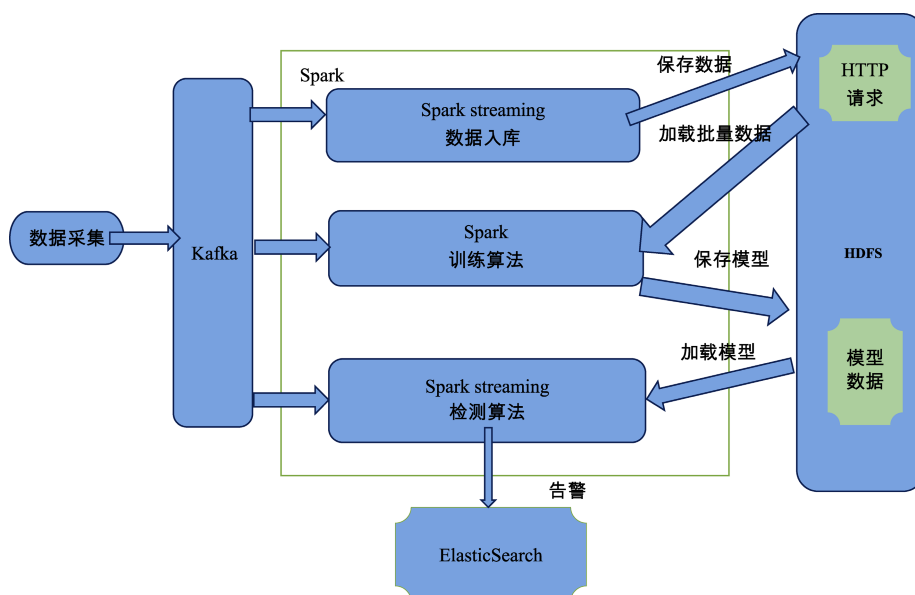 Spark
保存数据
HTTP
请求
Spark streaming
数据入库
加载批量数据
数据采集
Kafka
Spark
训练算法
保存模型
HDFS
加载模型
模型
数据
Spark streaming
检测算法
告警
ElasticSearch